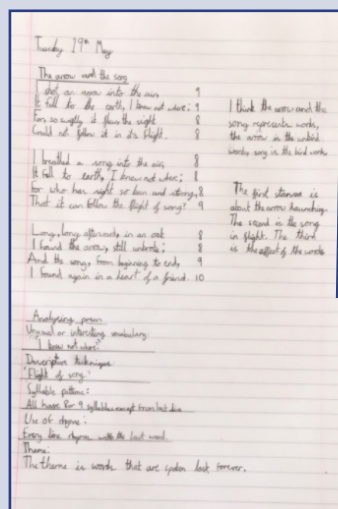 Tuesday 19th May
The arrow and the song
I shot an arrow into the air, 9
It fell to the earth, I knew not where; 9
For, so swiftly it flew, the sight 8
Could not follow it in its flight. 8
I breathed a song into the air, 8
It fell to earth, I knew not where; 8
For who has sight so keen and strong, 8
That it can follow the flight of song? 9
Long, long afterwards, in an oak 8
I found the arrow, still unbroke; 8
And the song, from beginning to end, 9
I found again in a heart of a friend. 10
I think the arrow and the
song represents words,
the arrow is the unkind
words, song is the kind words
The first stanza is
about the arrow launching.
The second is the song
in flight. The third
is the effect of the words
Analysing poem
Unusual or interesting vocabulary:
"I knew not where"
Descriptive techniques:
"Flight of song"
Syllable pattern:
All have 8 or 9 syllables except from last line
Use of rhyme:
Every line rhymes with the last word.
Theme:
The theme is words that are spoken last forever.